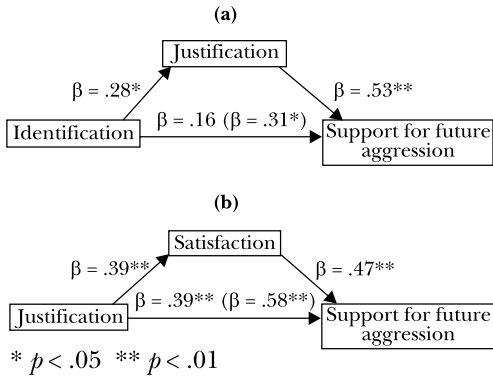 (a)
Justification
β = .28*
β = .53**
β = .16 (β = .31*)
Identification
Support for future
aggression
(b)
Satisfaction
β = .39**
β = .47**
β = .39** (β = .58**)
Justification
Support for future
aggression
* p < .05 ** p < .01